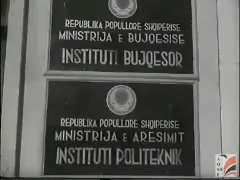 REPUBLIKA POPULLORE SHQIPERISE
MINISTRIJA E BUJQESISE
INSTITUTI BUJQESOR
REPUBLIKA POPULLORE SHQIPERISE
MINISTRIJA E ARESIMIT
INSTITUTI POLITEKNIK